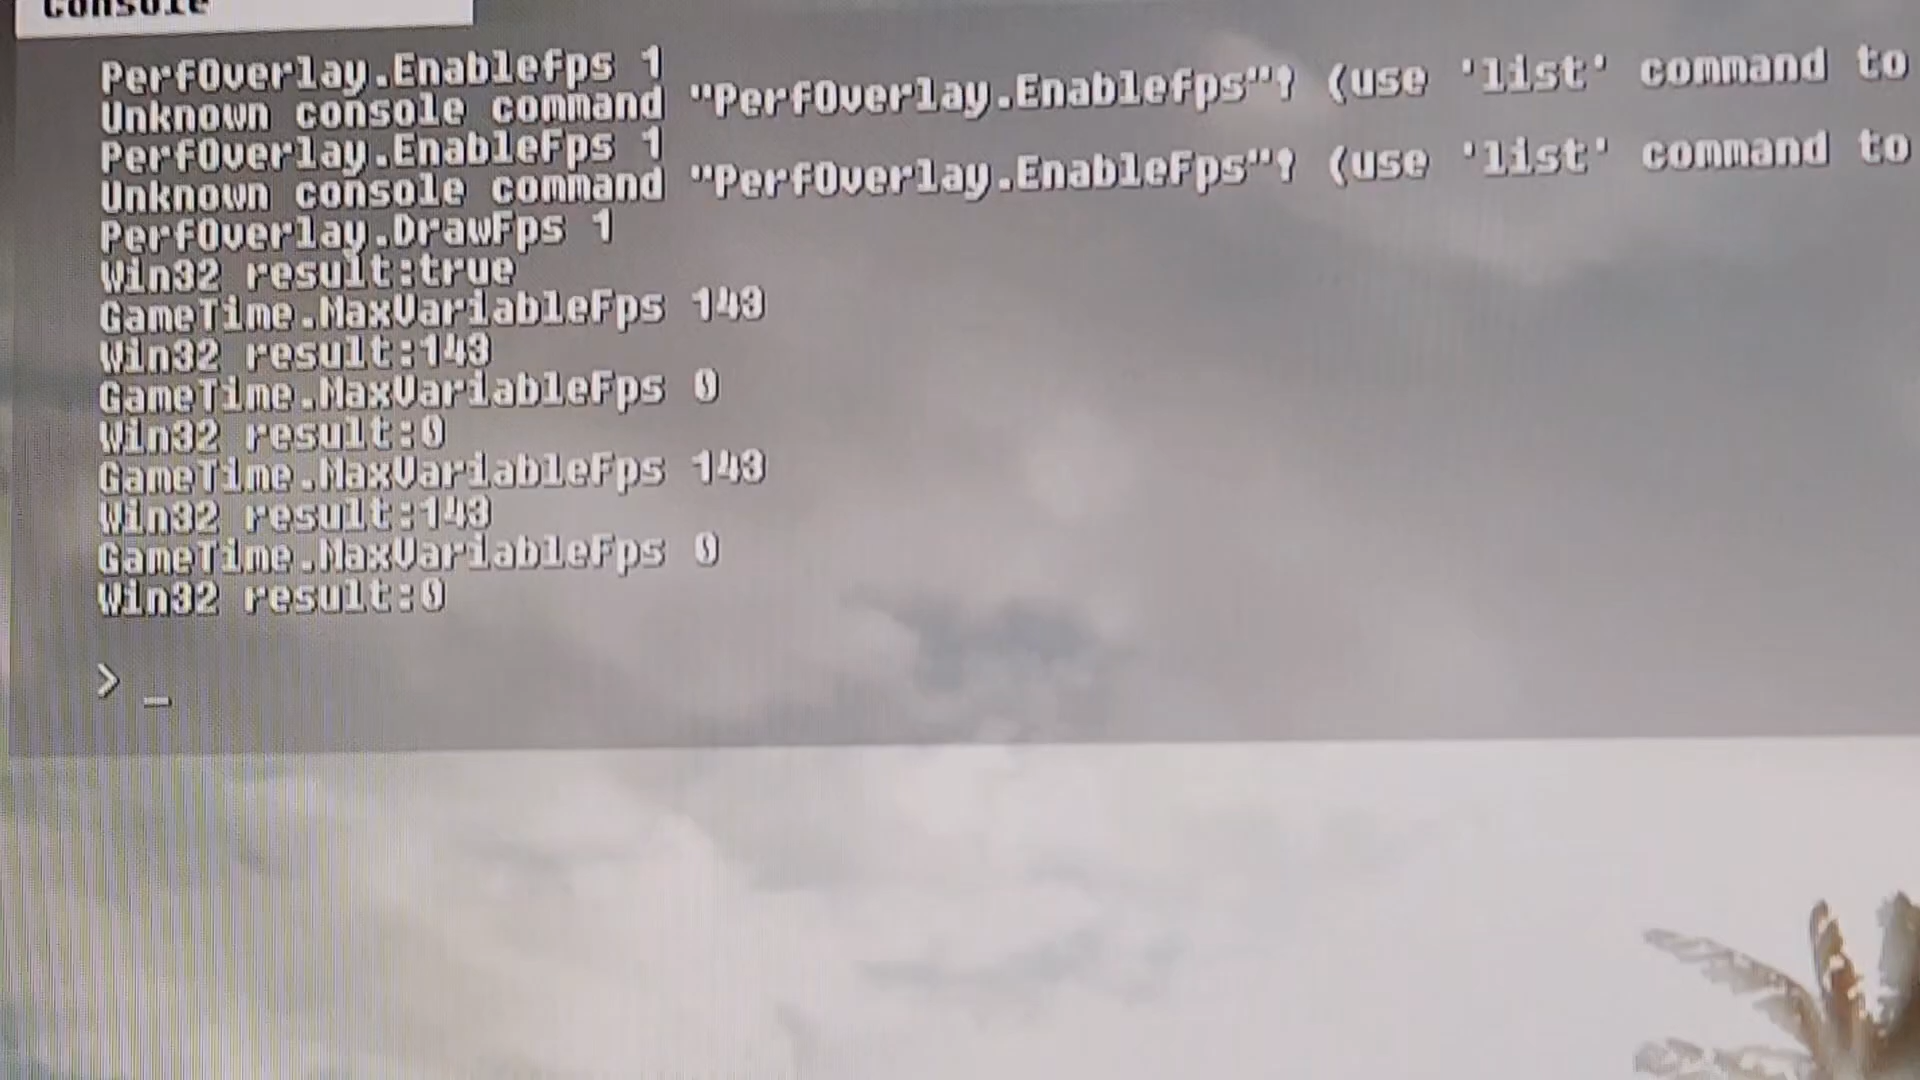 Console
PerfOverlay.Enablefps 1
Unknown console command "PerfOverlay.Enablefps"! (use 'list' command to
PerfOverlay.EnableFps 1
Unknown console command "PerfOverlay.EnableFps"! (use 'list' command to
PerfOverlay.DrawFps 1
Win32 result:true
GameTime.MaxVariableFps 143
Win32 result:143
GameTime.MaxVariableFps 0
Win32 result:0
GameTime.MaxVariableFps 143
Win32 result:143
GameTime.MaxVariableFps 0
Win32 result:0
> _